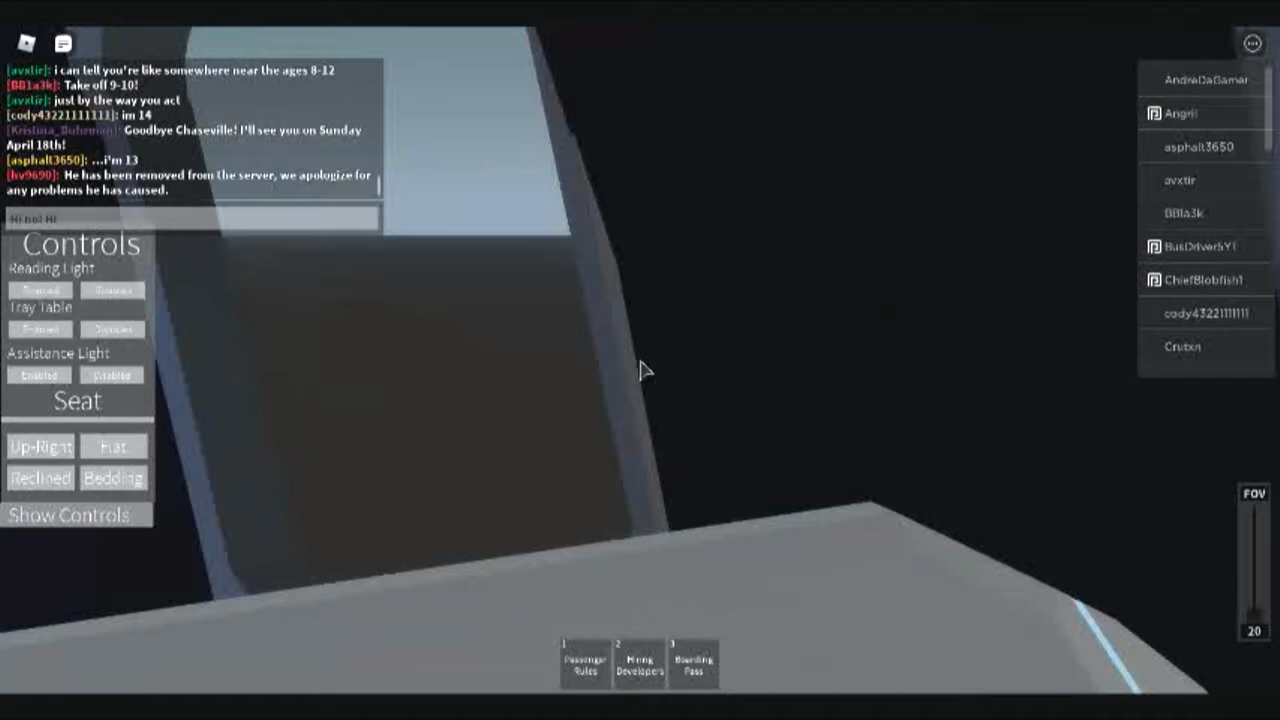 [avxtir]: i can tell you're like somewhere near the ages 8-12
[BB1a3k]: Take off 9-10!
[avxtir]: just by the way you act
[cody43221111111]: im 14
[Kristina_Buhrman]: Goodbye Chaseville! I'll see you on Sunday
April 18th!
[asphalt3650]: ...i'm 13
[hv9690]: He has been removed from the server, we apologize for
any problems he has caused.
Controls
Reading Light
Tray Table
Assistance Light
Enabled Disabled
Seat
Up-Right Flat
Reclined Bedding
Show Controls
AndreDaGamer
Angrii
asphalt3650
avxtir
BB1a3k
BusDriver5Y1
ChiefBlobfish1
cody43221111111
Crutxn
FOV
20
1 2 3
Passenger Rules
Hiring Developers
Boarding Pass